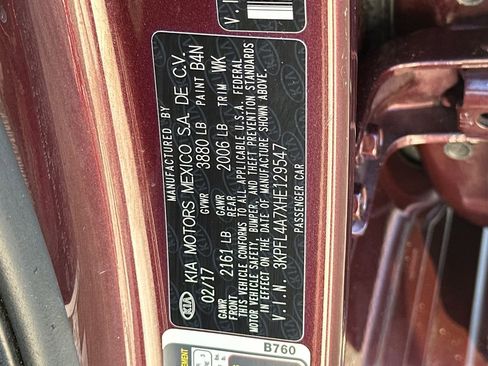 MANUFACTURED BY
KIA MOTORS MEXICO S.A. DE C.V.
02/17 GVWR 3880 LB PAINT B4N
GAWR FRONT 2161 LB GAWR REAR 2006 LB TRIM WK
THIS VEHICLE CONFORMS TO ALL APPLICABLE U.S.A. FEDERAL
MOTOR VEHICLE SAFETY, BUMPER, AND THEFT PREVENTION STANDARDS
IN EFFECT ON THE DATE OF MANUFACTURE SHOWN ABOVE.
V.I.N. 3KPFL4A7XHE129547
PASSENGER CAR
KIA
B760